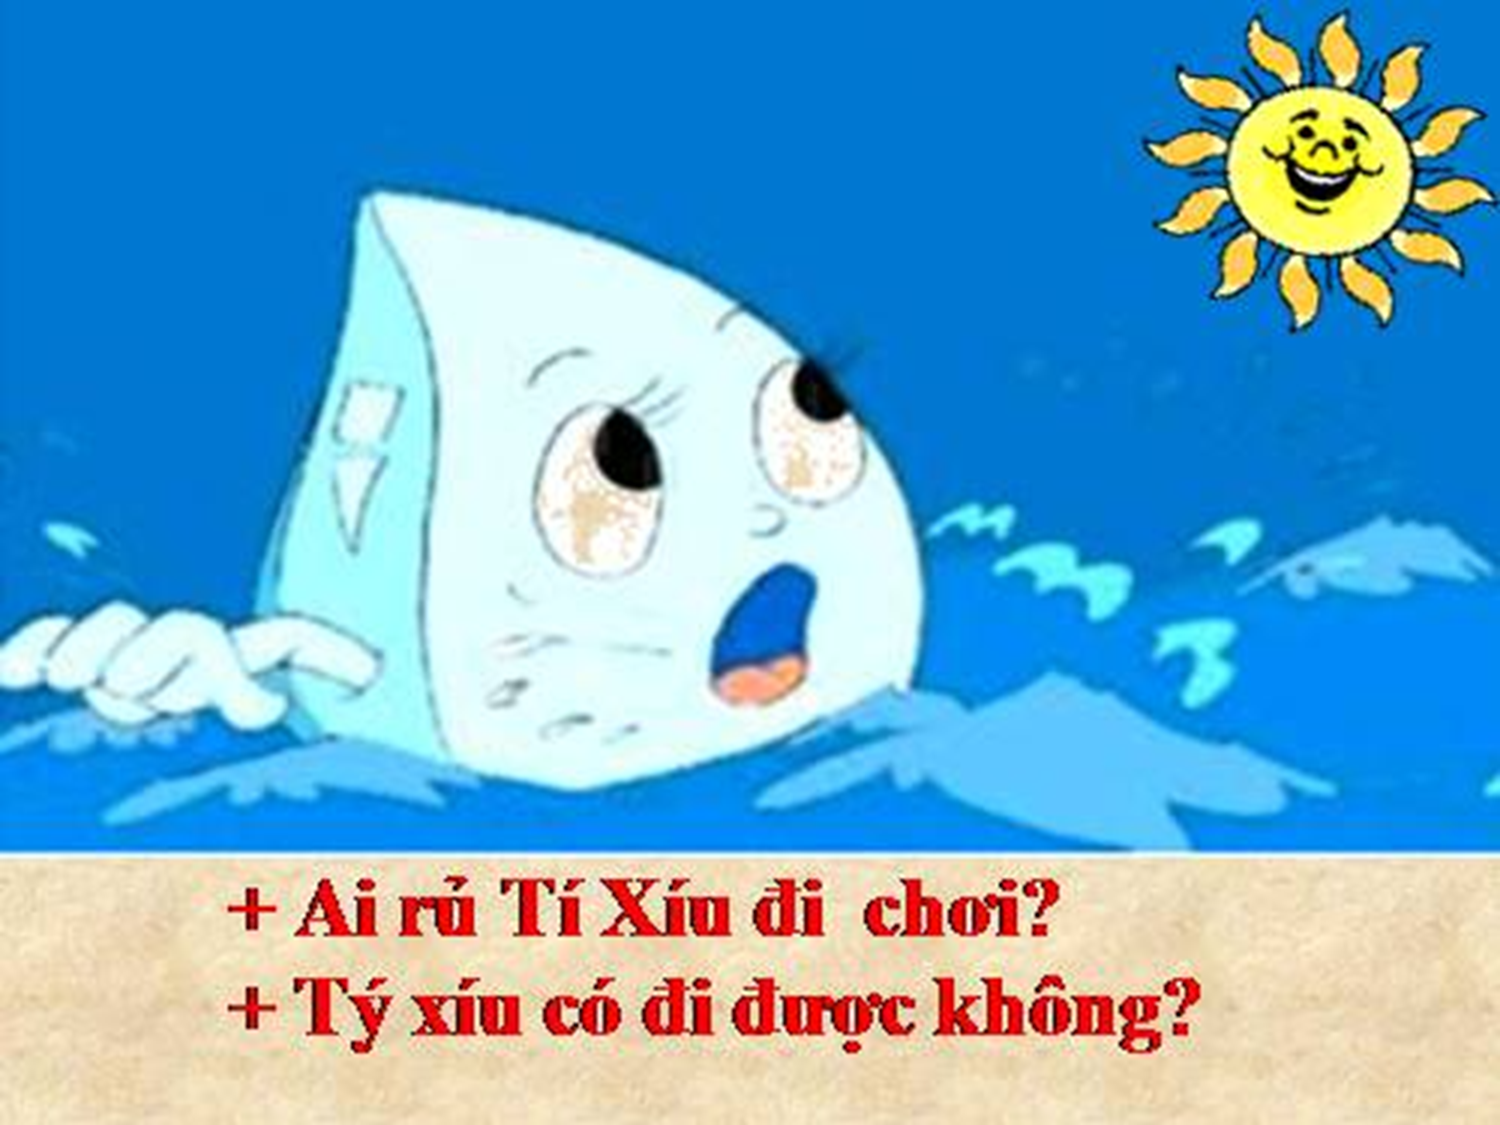 + Ai rủ Tí Xíu đi chơi?
+ Tý xíu có đi được không?